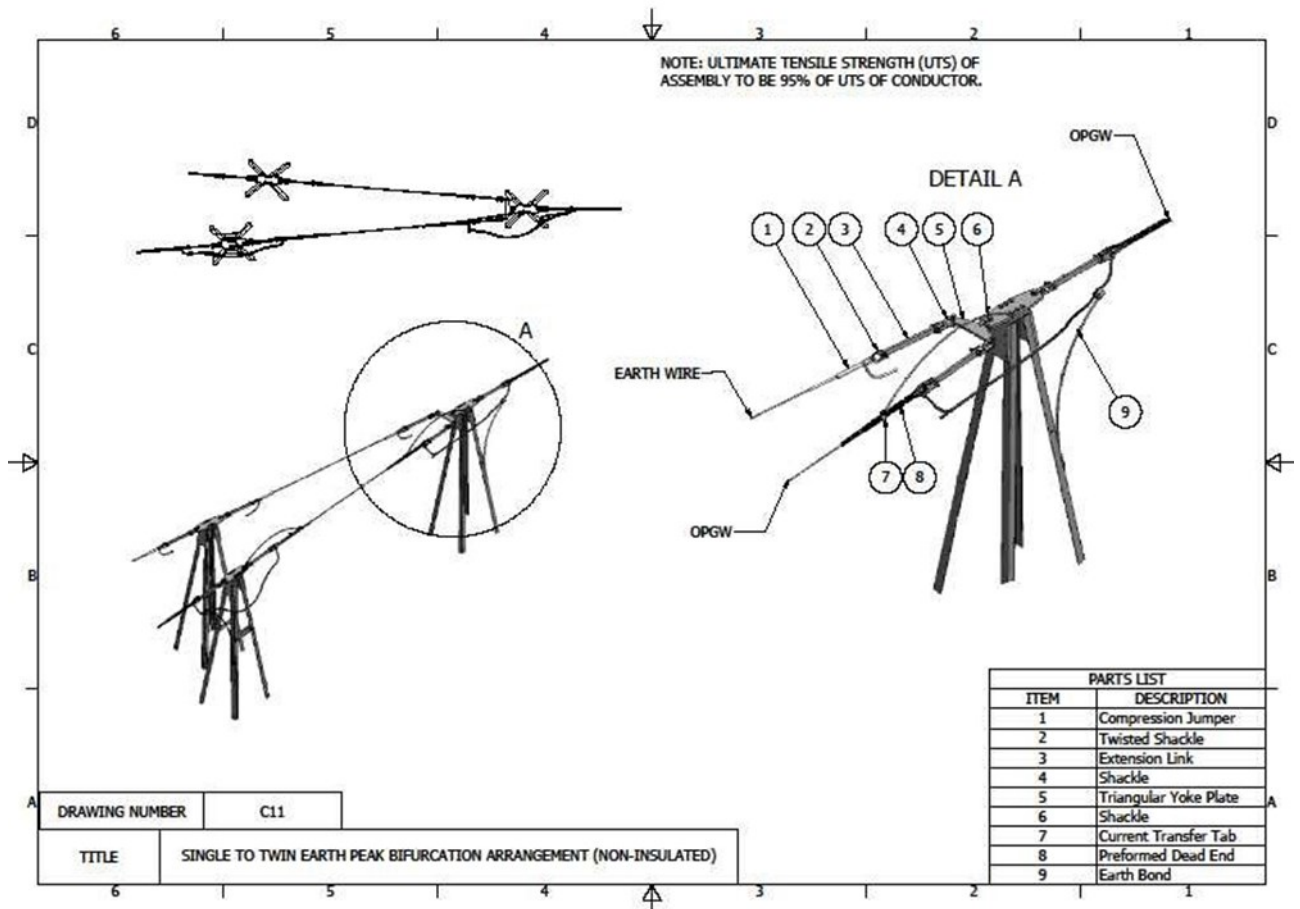 6 5 4 3 2 1
NOTE: ULTIMATE TENSILE STRENGTH (UTS) OF
ASSEMBLY TO BE 95% OF UTS OF CONDUCTOR.
D D
OPGW
DETAIL A
1 2 3 4 5 6
A
C C
EARTH WIRE
9
7 8
OPGW
B B
PARTS LIST
ITEM DESCRIPTION
1 Compression Jumper
2 Twisted Shackle
3 Extension Link
4 Shackle
5 Triangular Yoke Plate
6 Shackle
7 Current Transfer Tab
8 Preformed Dead End
9 Earth Bond
A A
DRAWING NUMBER C11
TITLE SINGLE TO TWIN EARTH PEAK BIFURCATION ARRANGEMENT (NON-INSULATED)
6 5 4 3 2 1